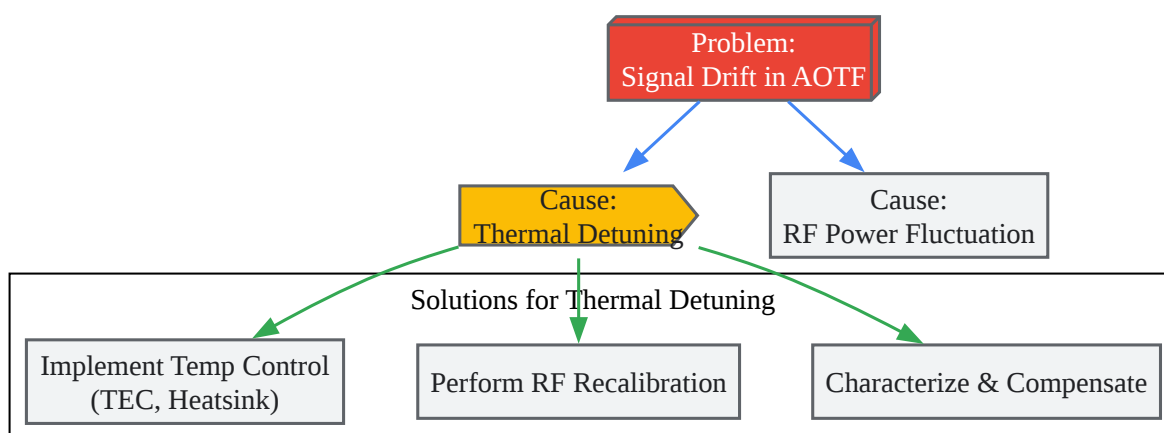 Problem:
Signal Drift in AOTF
Cause:
Thermal Detuning
Cause:
RF Power Fluctuation
Solutions for Thermal Detuning
Implement Temp Control
(TEC, Heatsink)
Perform RF Recalibration
Characterize & Compensate